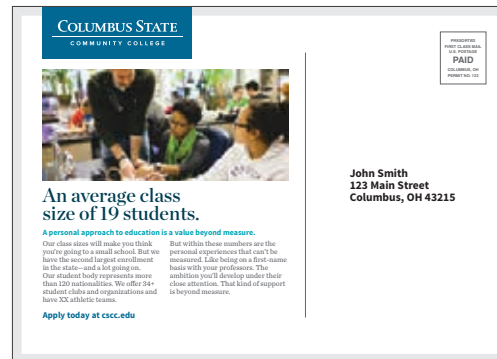 COLUMBUS STATE
COMMUNITY COLLEGE
PRESORTED
FIRST CLASS MAIL
U.S. POSTAGE
PAID
COLUMBUS, OH
PERMIT NO. 123
An average class
size of 19 students.
A personal approach to education is a value beyond measure.
Our class sizes will make you think
you're going to a small school. But we
have the second largest enrollment
in the state—and a lot going on.
Our student body represents more
than 120 nationalities. We offer 34+
student clubs and organizations and
have XX athletic teams.
But within these numbers are the
personal experiences that can't be
measured. Like being on a first-name
basis with your professors. The
ambition you'll develop under their
close attention. That kind of support
is beyond measure.
Apply today at cscc.edu
John Smith
123 Main Street
Columbus, OH 43215